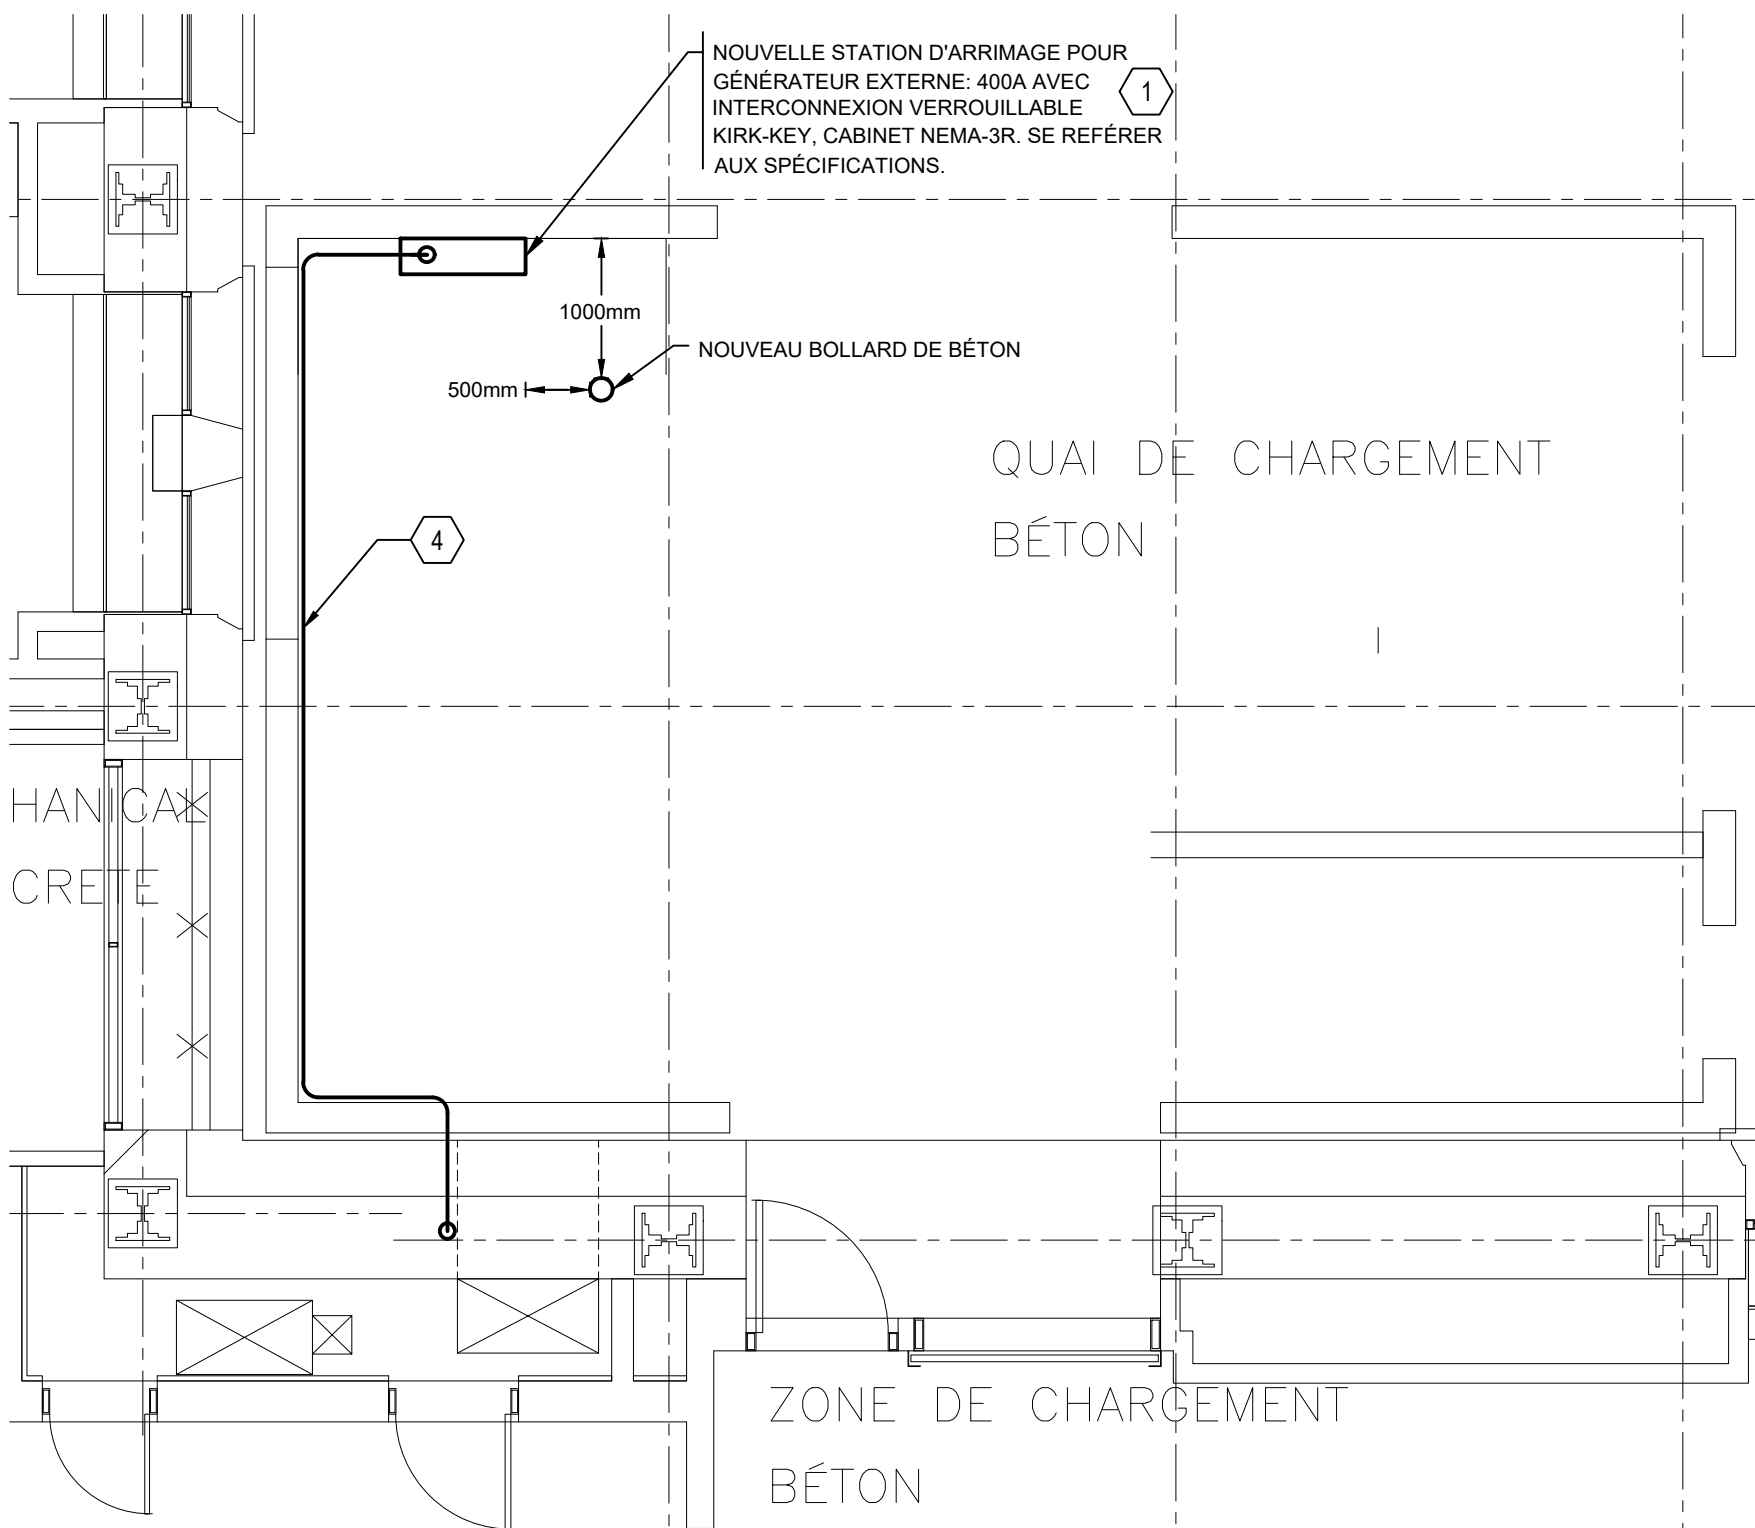 NOUVELLE STATION D'ARRIMAGE POUR
GÉNÉRATEUR EXTERNE: 400A AVEC
INTERCONNEXION VERROUILLABLE
KIRK-KEY, CABINET NEMA-3R. SE REFÉRER
AUX SPÉCIFICATIONS.
1
1000mm
NOUVEAU BOLLARD DE BÉTON
500mm
QUAI DE CHARGEMENT
BÉTON
4
HANICAL
CRETE
ZONE DE CHARGEMENT
BÉTON